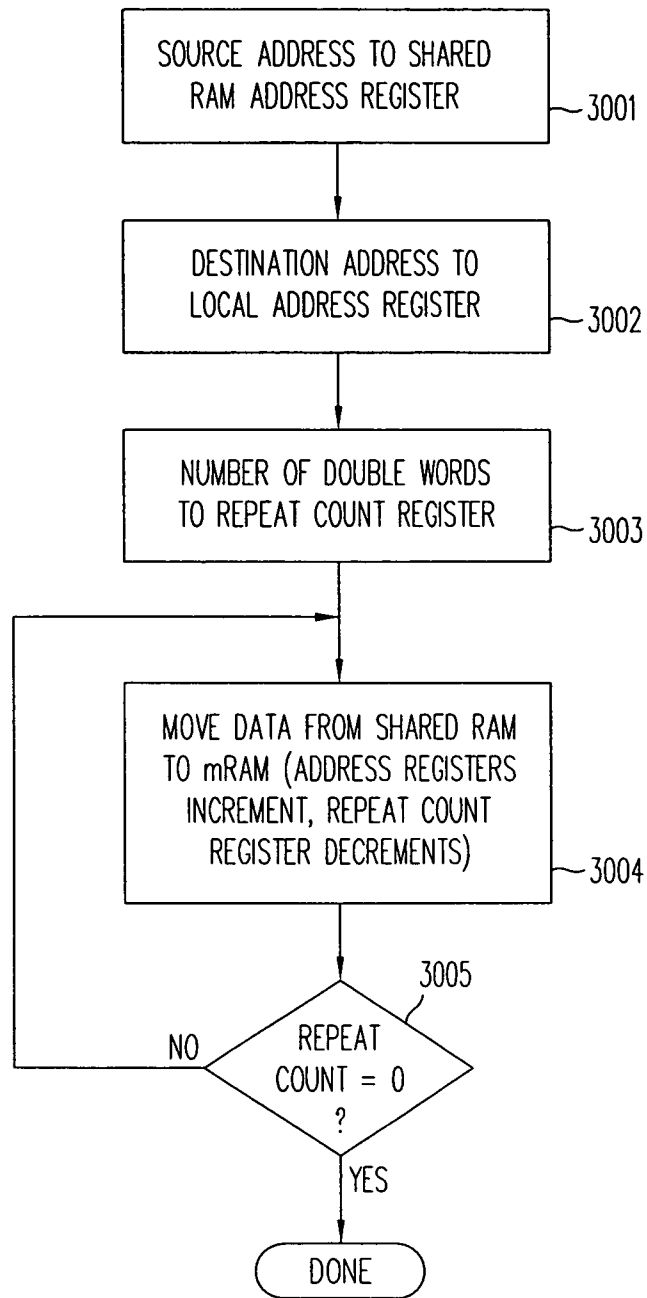 SOURCE ADDRESS TO SHARED
RAM ADDRESS REGISTER
3001
DESTINATION ADDRESS TO
LOCAL ADDRESS REGISTER
3002
NUMBER OF DOUBLE WORDS
TO REPEAT COUNT REGISTER
3003
MOVE DATA FROM SHARED RAM
TO mRAM (ADDRESS REGISTERS
INCREMENT, REPEAT COUNT
REGISTER DECREMENTS)
3004
3005
NO
REPEAT
COUNT = 0
?
YES
DONE